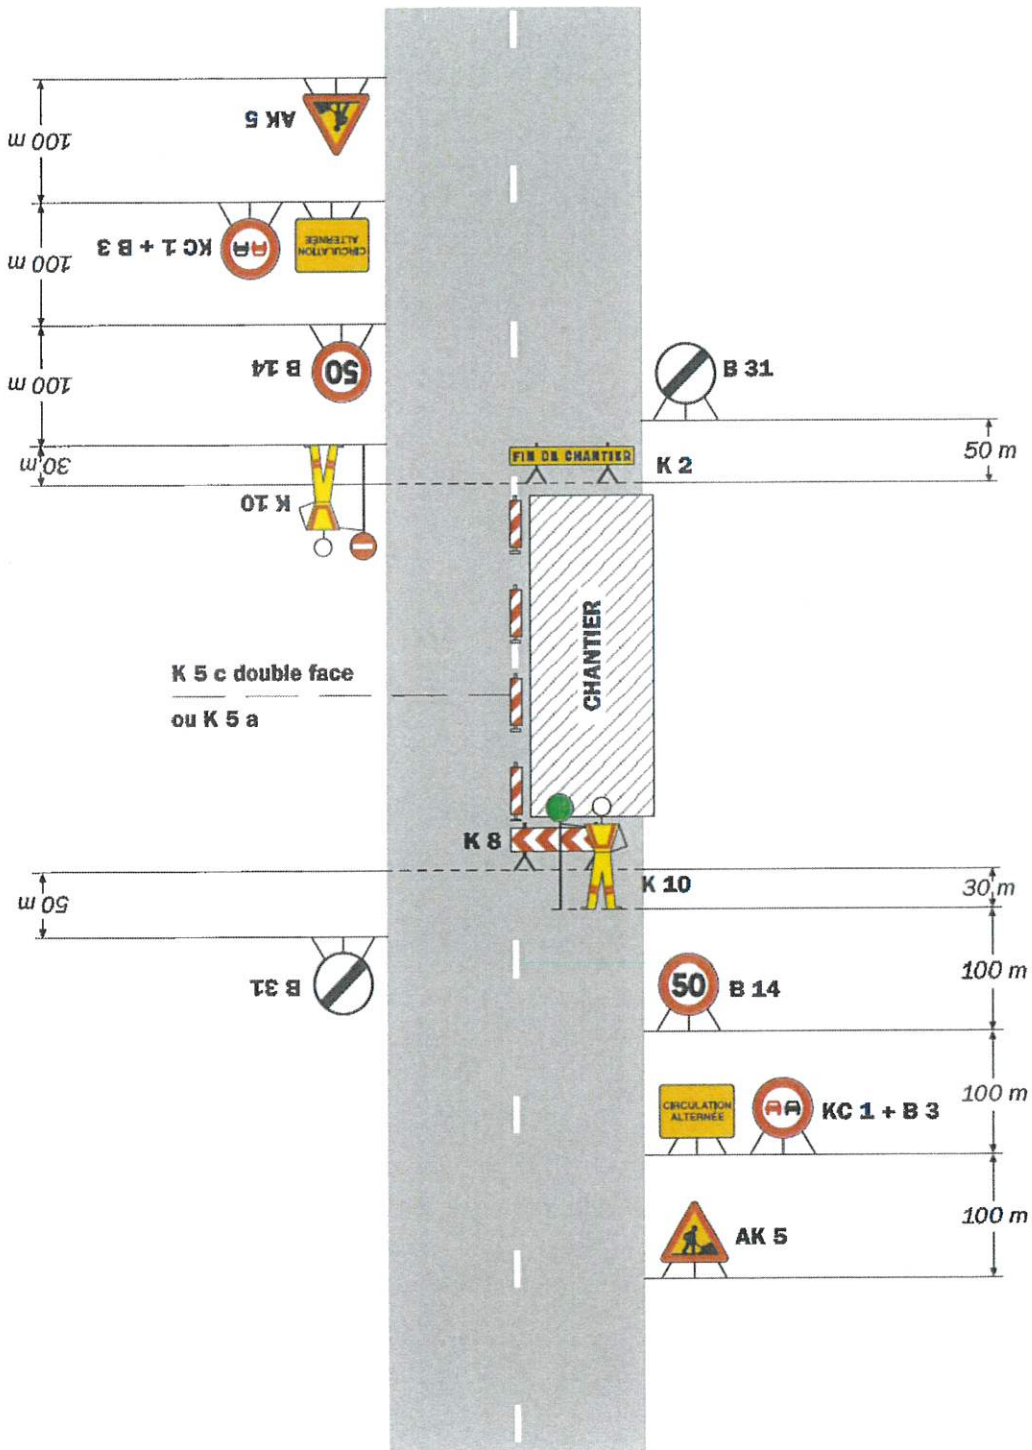 100 m
AK 5
100 m
KC 1 + B 3
CIRCULATION
ALTERNÉE
100 m
B 14
50
B 31
30 m
K 10
FIN DE CHANTIER
K 2
50 m
CHANTIER
K 5 c double face
ou K 5 a
K 8
K 10
30 m
50 m
B 31
100 m
50
B 14
100 m
CIRCULATION
ALTERNÉE
KC 1 + B 3
100 m
AK 5